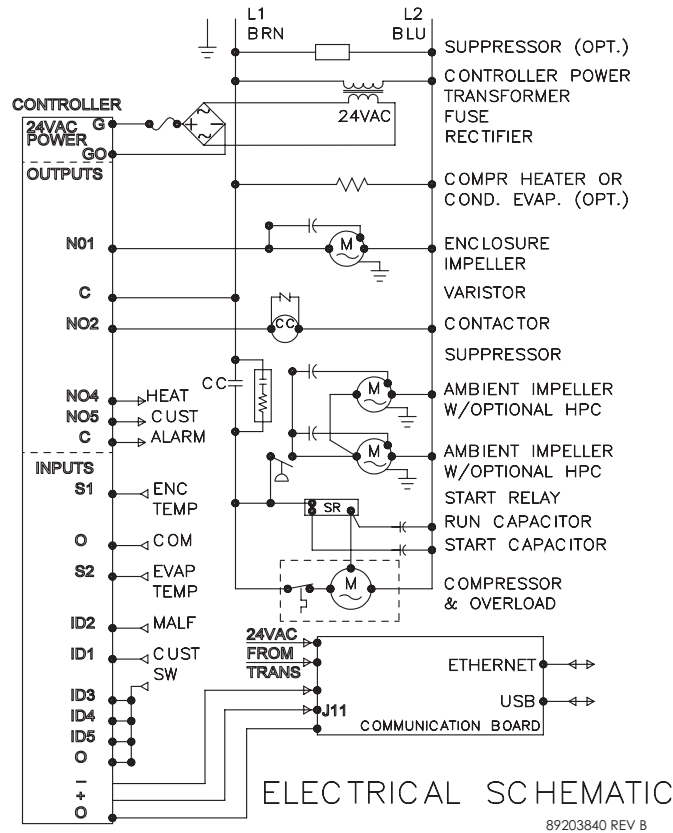 L1 L2
BRN BLU
SUPPRESSOR (OPT.)
CONTROLLER POWER
TRANSFORMER
FUSE
RECTIFIER
24VAC
CONTROLLER
24VAC G
POWER
GO
OUTPUTS
COMPR HEATER OR
COND. EVAP. (OPT.)
N01 M ENCLOSURE
IMPELLER
C VARISTOR
NO2 CC CONTACTOR
SUPPRESSOR
CC
NO4 HEAT M AMBIENT IMPELLER
W/OPTIONAL HPC
NO5 CUST
C ALARM
M AMBIENT IMPELLER
W/OPTIONAL HPC
INPUTS
S1 ENC
TEMP
START RELAY
SR
RUN CAPACITOR
O COM START CAPACITOR
S2 EVAP
TEMP
M COMPRESSOR
& OVERLOAD
ID2 MALF
ID1 CUST
SW
24VAC
FROM
TRANS
ETHERNET
USB
J11
COMMUNICATION BOARD
ID3
ID4
ID5
O
−
+
O
ELECTRICAL SCHEMATIC
89203840 REV B